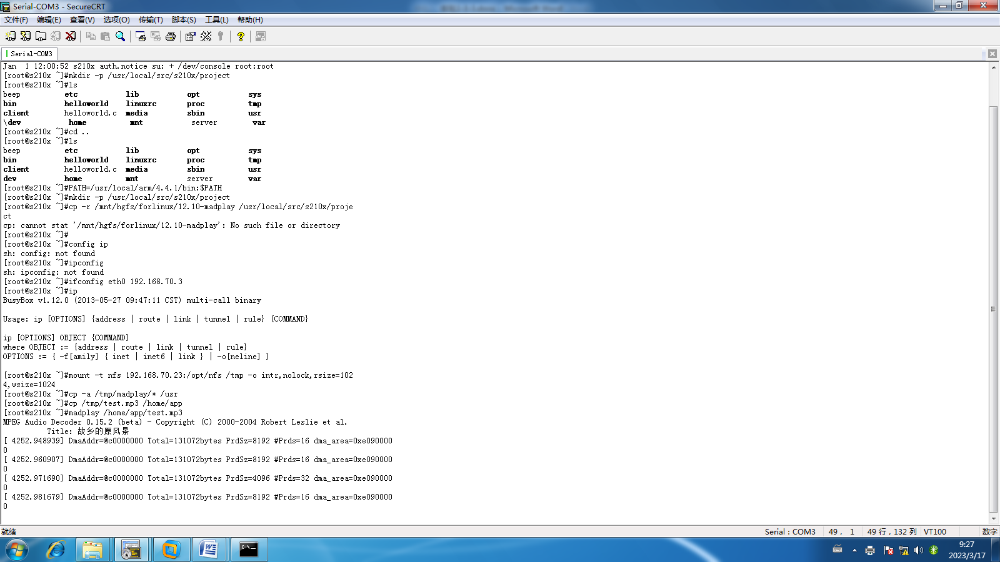 Serial-COM3 - SecureCRT
文件(F) 编辑(E) 查看(V) 选项(O) 传输(T) 脚本(S) 工具(L) 帮助(H)
Serial-COM3
Jan  1 12:00:52 s210x auth.notice su: + /dev/console root:root
[root@s210x ~]#mkdir -p /usr/local/src/s210x/project
[root@s210x ~]#ls
beep          etc           lib           opt           sys
bin           helloworld    linuxrc       proc          tmp
client        helloworld.c  media         sbin          usr
\dev           home          mnt           server        var
[root@s210x ~]#cd ..
[root@s210x ~]#ls
beep          etc           lib           opt           sys
bin           helloworld    linuxrc       proc          tmp
client        helloworld.c  media         sbin          usr
dev           home          mnt           server        var
[root@s210x ~]#PATH=/usr/local/arm/4.4.1/bin:$PATH
[root@s210x ~]#mkdir -p /usr/local/src/s210x/project
[root@s210x ~]#cp -r /mnt/hgfs/forlinux/12.10-madplay /usr/local/src/s210x/proje
ct
cp: cannot stat '/mnt/hgfs/forlinux/12.10-madplay': No such file or directory
[root@s210x ~]#
[root@s210x ~]#config ip
sh: config: not found
[root@s210x ~]#ipconfig
sh: ipconfig: not found
[root@s210x ~]#ifconfig eth0 192.168.70.3
[root@s210x ~]#ip
BusyBox v1.12.0 (2013-05-27 09:47:11 CST) multi-call binary
Usage: ip [OPTIONS] {address | route | link | tunnel | rule} {COMMAND}
ip [OPTIONS] OBJECT {COMMAND}
where OBJECT := {address | route | link | tunnel | rule}
OPTIONS := { -f[amily] { inet | inet6 | link } | -o[neline] }
[root@s210x ~]#mount -t nfs 192.168.70.23:/opt/nfs /tmp -o intr,nolock,rsize=102
4,wsize=1024
[root@s210x ~]#cp -a /tmp/madplay/* /usr
[root@s210x ~]#cp /tmp/test.mp3 /home/app
[root@s210x ~]#madplay /home/app/test.mp3
MPEG Audio Decoder 0.15.2 (beta) - Copyright (C) 2000-2004 Robert Leslie et al.
          Title: 故乡的原风景
[ 4252.948939] DmaAddr=@c0000000 Total=131072bytes PrdSz=8192 #Prds=16 dma_area=0xe090000
0
[ 4252.960907] DmaAddr=@c0000000 Total=131072bytes PrdSz=8192 #Prds=16 dma_area=0xe090000
0
[ 4252.971690] DmaAddr=@c0000000 Total=131072bytes PrdSz=4096 #Prds=32 dma_area=0xe090000
0
[ 4252.981679] DmaAddr=@c0000000 Total=131072bytes PrdSz=8192 #Prds=16 dma_area=0xe090000
0
就绪 Serial：COM3 49， 1 49 行，132 列 VT100 数字
C:\_
9:27
2023/3/17